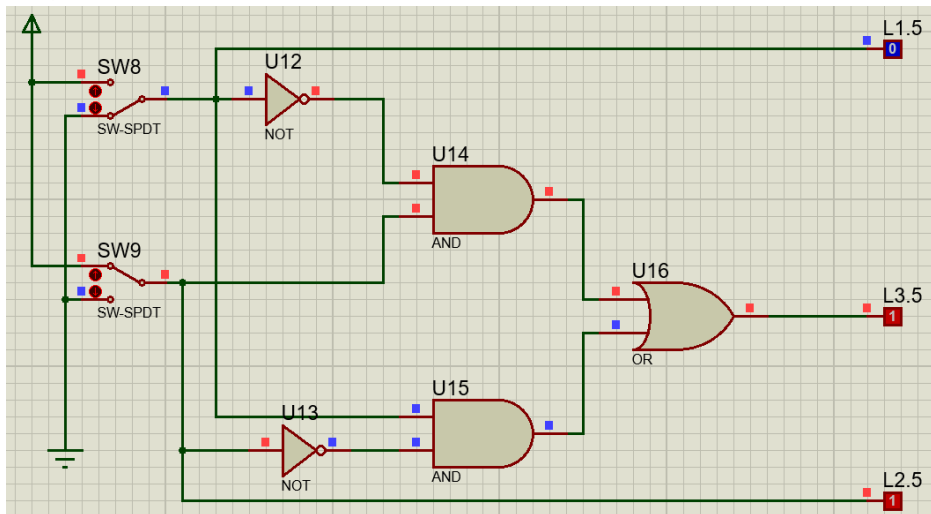 L1.5
0
SW8
SW-SPDT
U12
NOT
U14
AND
SW9
SW-SPDT
U16
OR
L3.5
1
U15
AND
U13
NOT
L2.5
1